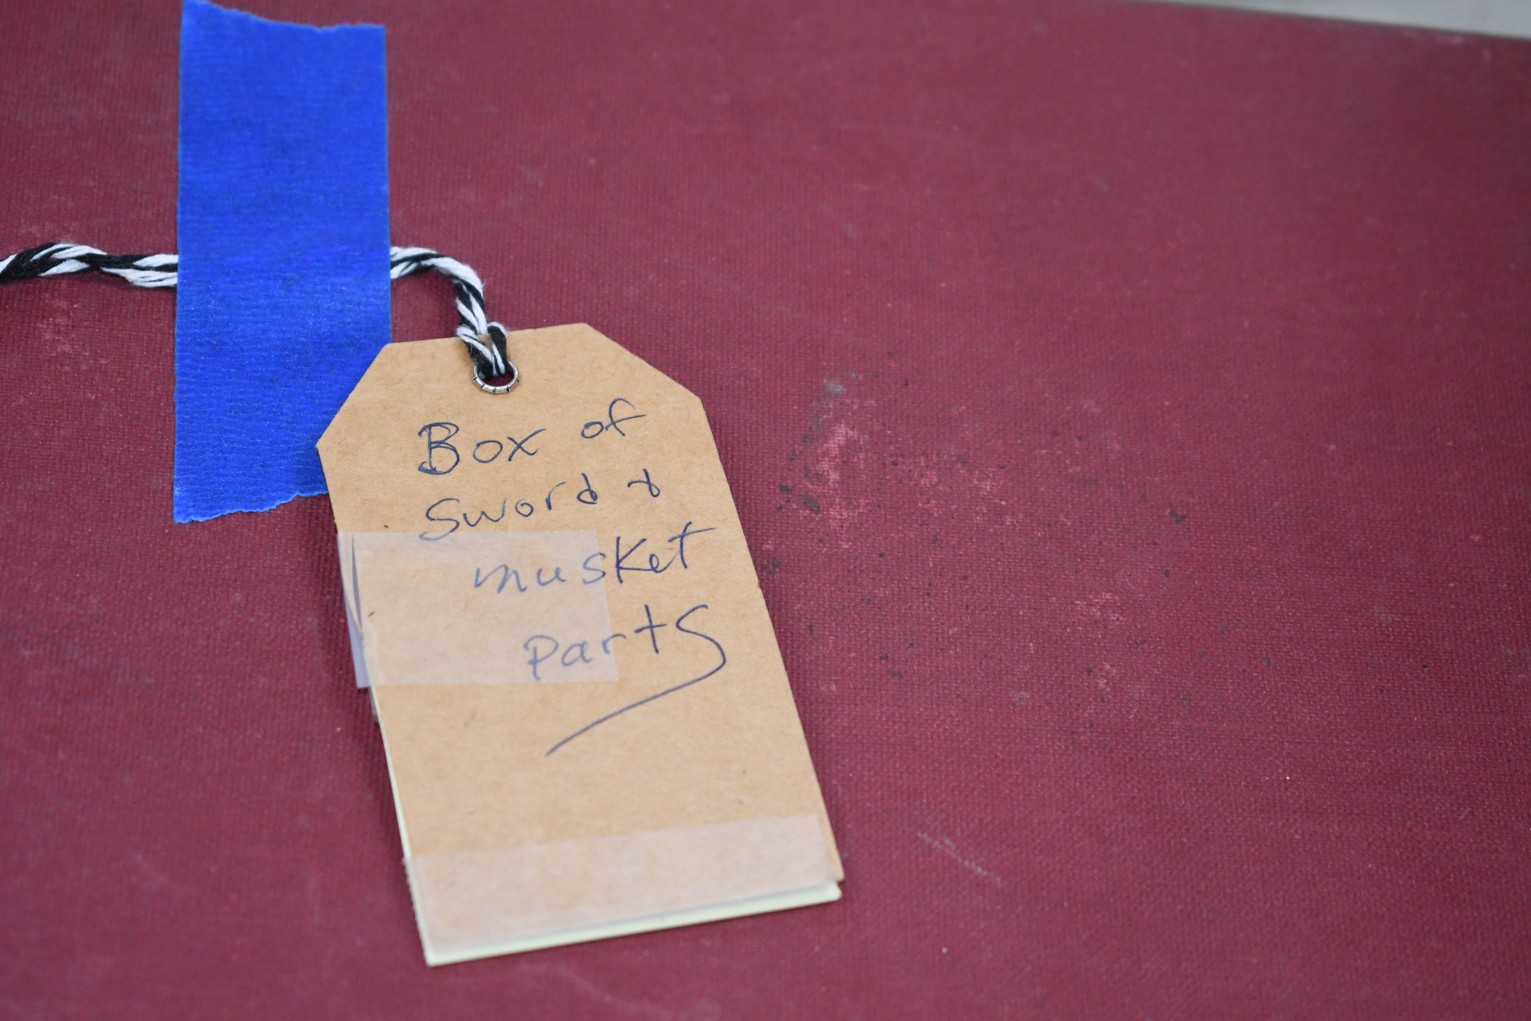 Box of
Sword &
musket
parts